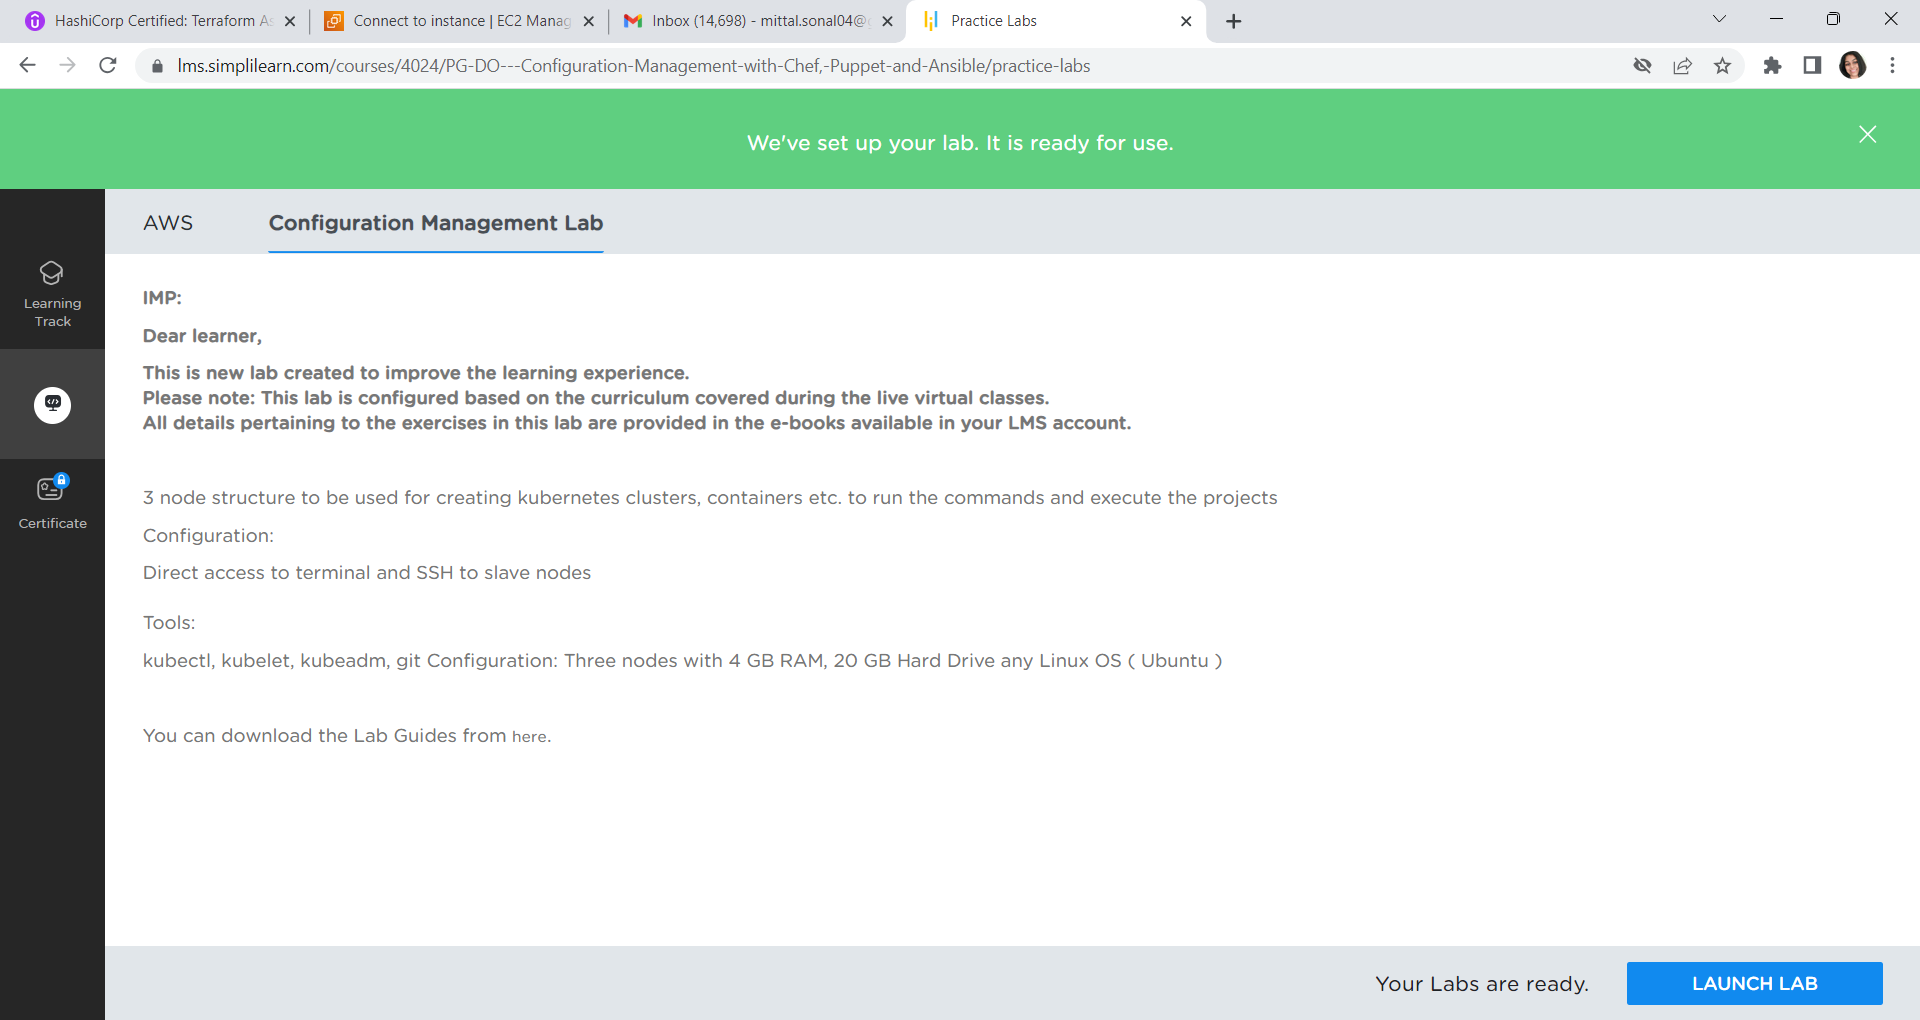 HashiCorp Certified: Terraform As
Connect to instance | EC2 Manag
Inbox (14,698) - mittal.sonal04@g
Practice Labs
lms.simplilearn.com/courses/4024/PG-DO---Configuration-Management-with-Chef,-Puppet-and-Ansible/practice-labs
We've set up your lab. It is ready for use.
AWS
Configuration Management Lab
Learning
Track
Certificate
IMP:
Dear learner,
This is new lab created to improve the learning experience.
Please note: This lab is configured based on the curriculum covered during the live virtual classes.
All details pertaining to the exercises in this lab are provided in the e-books available in your LMS account.
3 node structure to be used for creating kubernetes clusters, containers etc. to run the commands and execute the projects
Configuration:
Direct access to terminal and SSH to slave nodes
Tools:
kubectl, kubelet, kubeadm, git Configuration: Three nodes with 4 GB RAM, 20 GB Hard Drive any Linux OS ( Ubuntu )
You can download the Lab Guides from here.
Your Labs are ready.
LAUNCH LAB